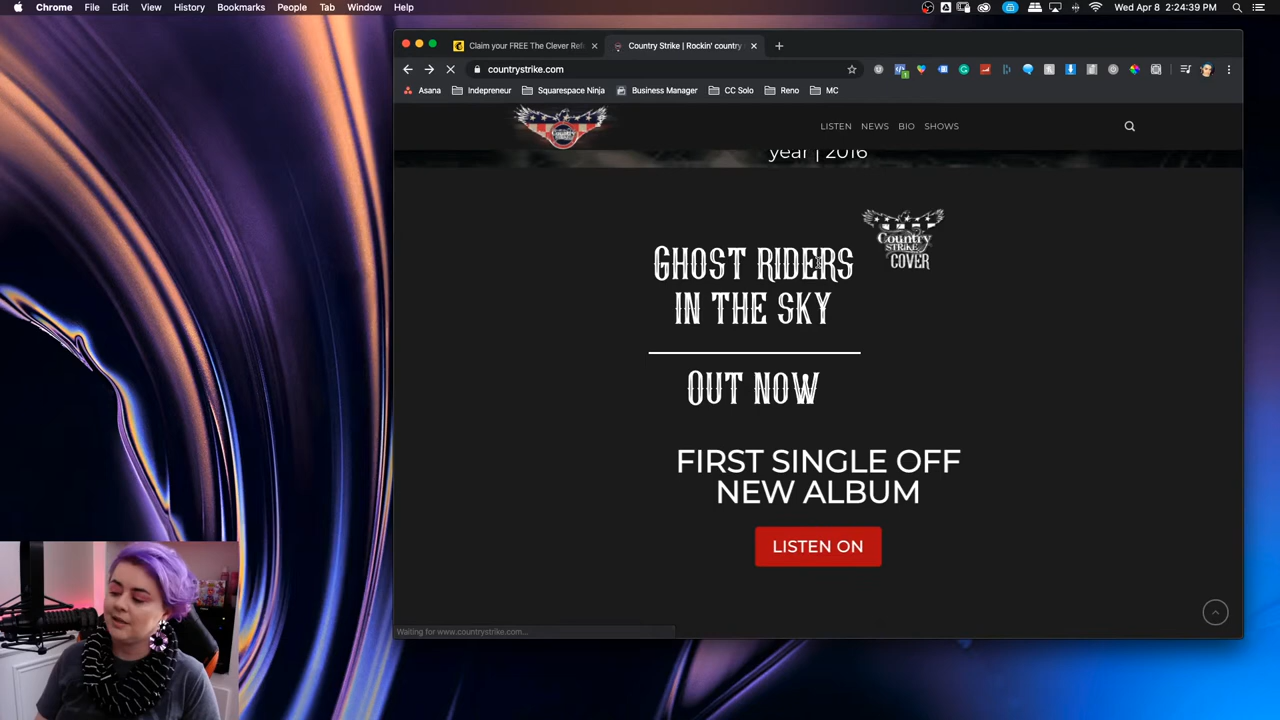 Chrome File Edit View History Bookmarks People Tab Window Help Wed Apr 8 2:24:39 PM
Claim your FREE The Clever Ref
Country Strike | Rockin' country
countrystrike.com
Asana Indepreneur Squarespace Ninja Business Manager CC Solo Reno MC
LISTEN NEWS BIO SHOWS
year | 2016
Country
STRIKE
COVER
GHOST RIDERS
IN THE SKY
OUT NOW
FIRST SINGLE OFF
NEW ALBUM
LISTEN ON
Waiting for www.countrystrike.com...